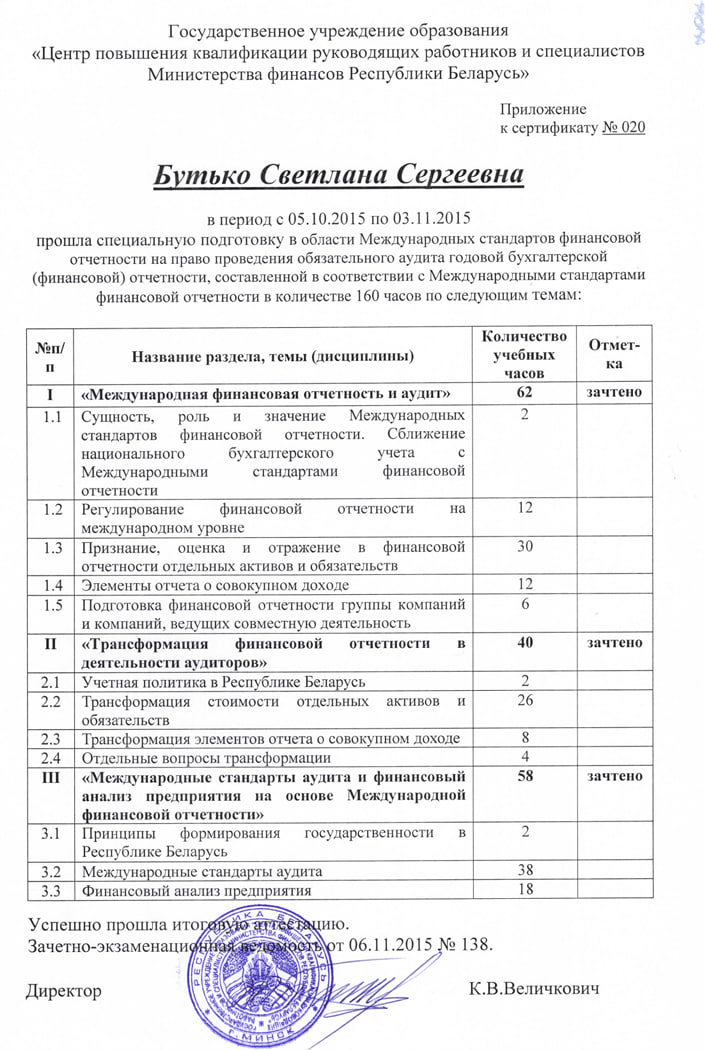 Государственное учреждение образования
«Центр повышения квалификации руководящих работников и специалистов
Министерства финансов Республики Беларусь»
Приложение
к сертификату № 020
Бутько Светлана Сергеевна
в период с 05.10.2015 по 03.11.2015
прошла специальную подготовку в области Международных стандартов финансовой
отчетности на право проведения обязательного аудита годовой бухгалтерской
(финансовой) отчетности, составленной в соответствии с Международными стандартами
финансовой отчетности в количестве 160 часов по следующим темам:
№п/ Название раздела, темы (дисциплины) Количество Отмет-
п учебных ка
часов
I «Международная финансовая отчетность и аудит» 62 зачтено
1.1 Сущность, роль и значение Международных 2
стандартов финансовой отчетности. Сближение
национального бухгалтерского учета с
Международными стандартами финансовой
отчетности
1.2 Регулирование финансовой отчетности на 12
международном уровне
1.3 Признание, оценка и отражение в финансовой 30
отчетности отдельных активов и обязательств
1.4 Элементы отчета о совокупном доходе 12
1.5 Подготовка финансовой отчетности группы компаний 6
и компаний, ведущих совместную деятельность
II «Трансформация финансовой отчетности в 40 зачтено
деятельности аудиторов»
2.1 Учетная политика в Республике Беларусь 2
2.2 Трансформация стоимости отдельных активов и 26
обязательств
2.3 Трансформация элементов отчета о совокупном доходе 8
2.4 Отдельные вопросы трансформации 4
III «Международные стандарты аудита и финансовый 58 зачтено
анализ предприятия на основе Международной
финансовой отчетности»
3.1 Принципы формирования государственности в 2
Республике Беларусь
3.2 Международные стандарты аудита 38
3.3 Финансовый анализ предприятия 18
Успешно прошла итоговую аттестацию.
Зачетно-экзаменационная ведомость от 06.11.2015 № 138.
Директор К.В.Величкович
РЕСПУБЛИКА БЕЛАРУСЬ
Г. МИНСК